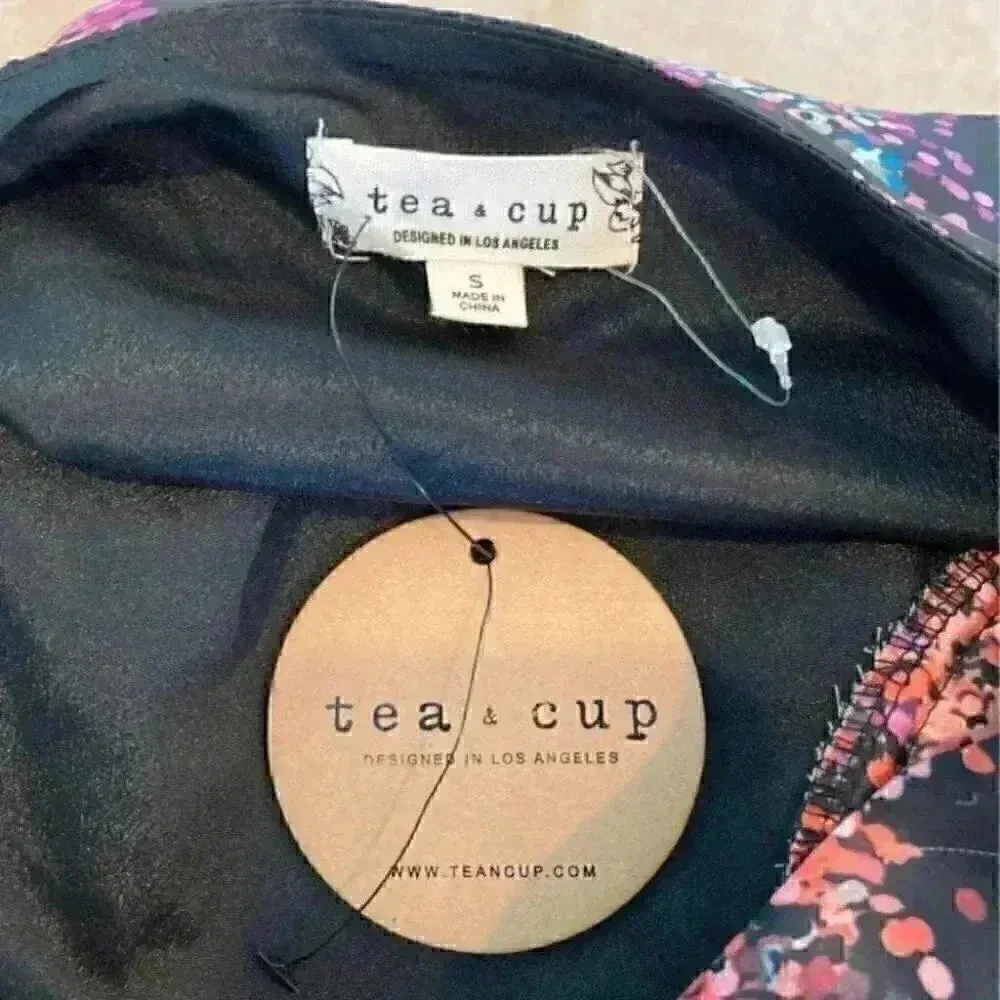 tea & cup
DESIGNED IN LOS ANGELES
S
MADE IN
CHINA
tea & cup
DESIGNED IN LOS ANGELES
WWW.TEANCUP.COM